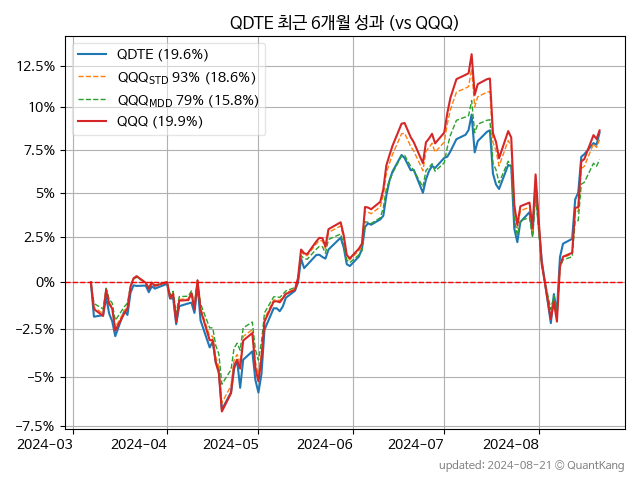 QDTE 최근 6개월 성과 (vs QQQ)
QDTE (19.6%)
QQQSTD 93% (18.6%)
QQQMDD 79% (15.8%)
QQQ (19.9%)
12.5%
10%
7.5%
5%
2.5%
0%
−2.5%
−5%
−7.5%
2024-03 2024-04 2024-05 2024-06 2024-07 2024-08
updated: 2024-08-21 © QuantKang